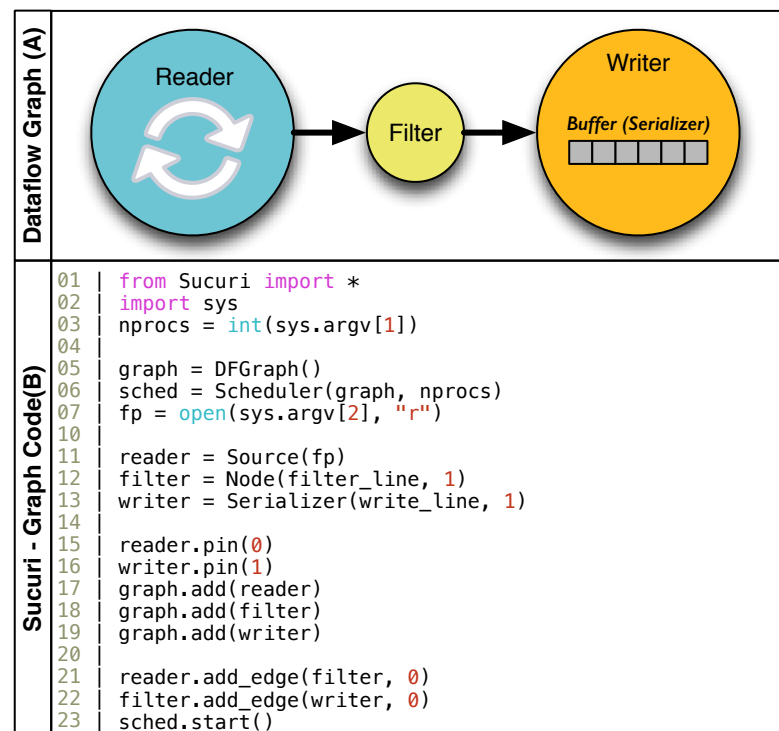 Dataflow Graph (A)
Reader
Filter
Writer
Buffer (Serializer)
Sucuri - Graph Code(B)
01 | from Sucuri import *
02 | import sys
03 | nprocs = int(sys.argv[1])
04 |
05 | graph = DFGraph()
06 | sched = Scheduler(graph, nprocs)
07 | fp = open(sys.argv[2], "r")
10 |
11 | reader = Source(fp)
12 | filter = Node(filter_line, 1)
13 | writer = Serializer(write_line, 1)
14 |
15 | reader.pin(0)
16 | writer.pin(1)
17 | graph.add(reader)
18 | graph.add(filter)
19 | graph.add(writer)
20 |
21 | reader.add_edge(filter, 0)
22 | filter.add_edge(writer, 0)
23 | sched.start()